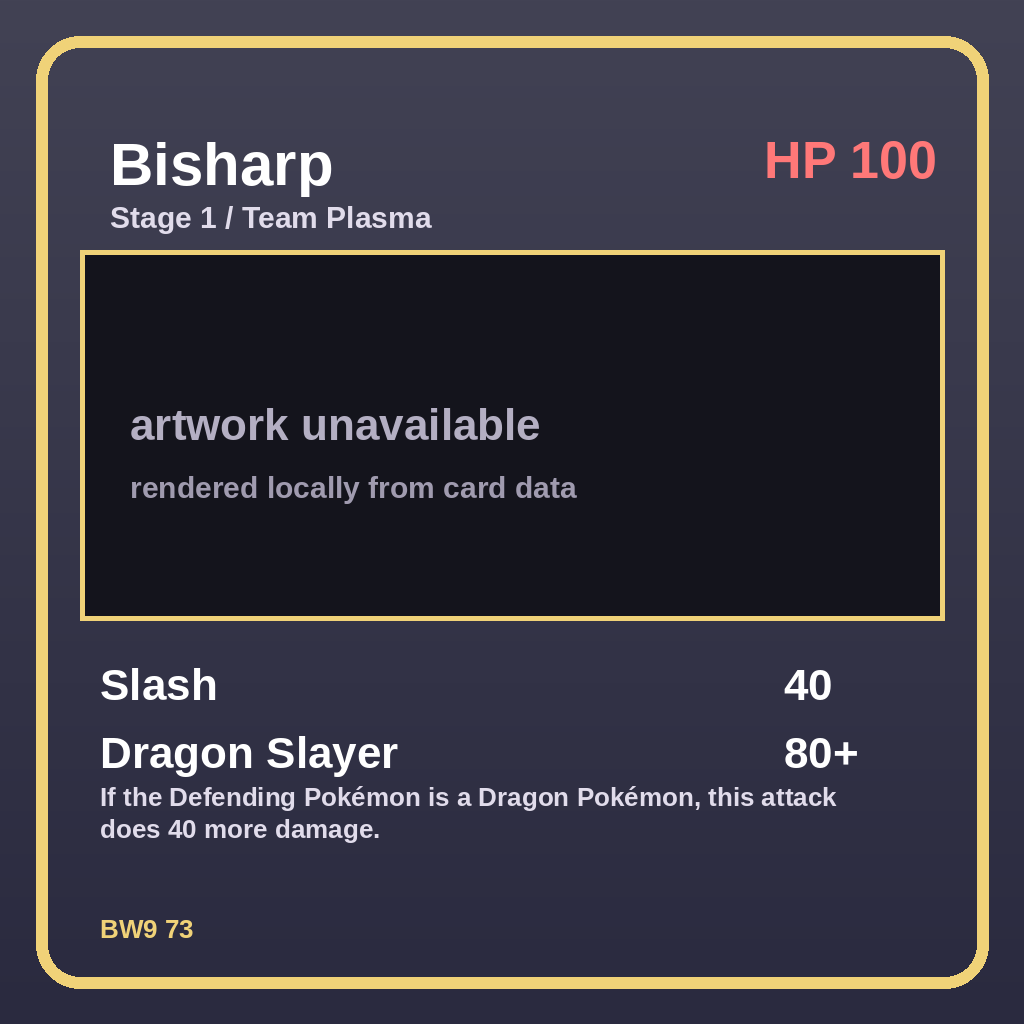 Bisharp
HP 100
Stage 1 / Team Plasma
artwork unavailable
rendered locally from card data
Slash 40
Dragon Slayer 80+
If the Defending Pokémon is a Dragon Pokémon, this attack
does 40 more damage.
BW9 73